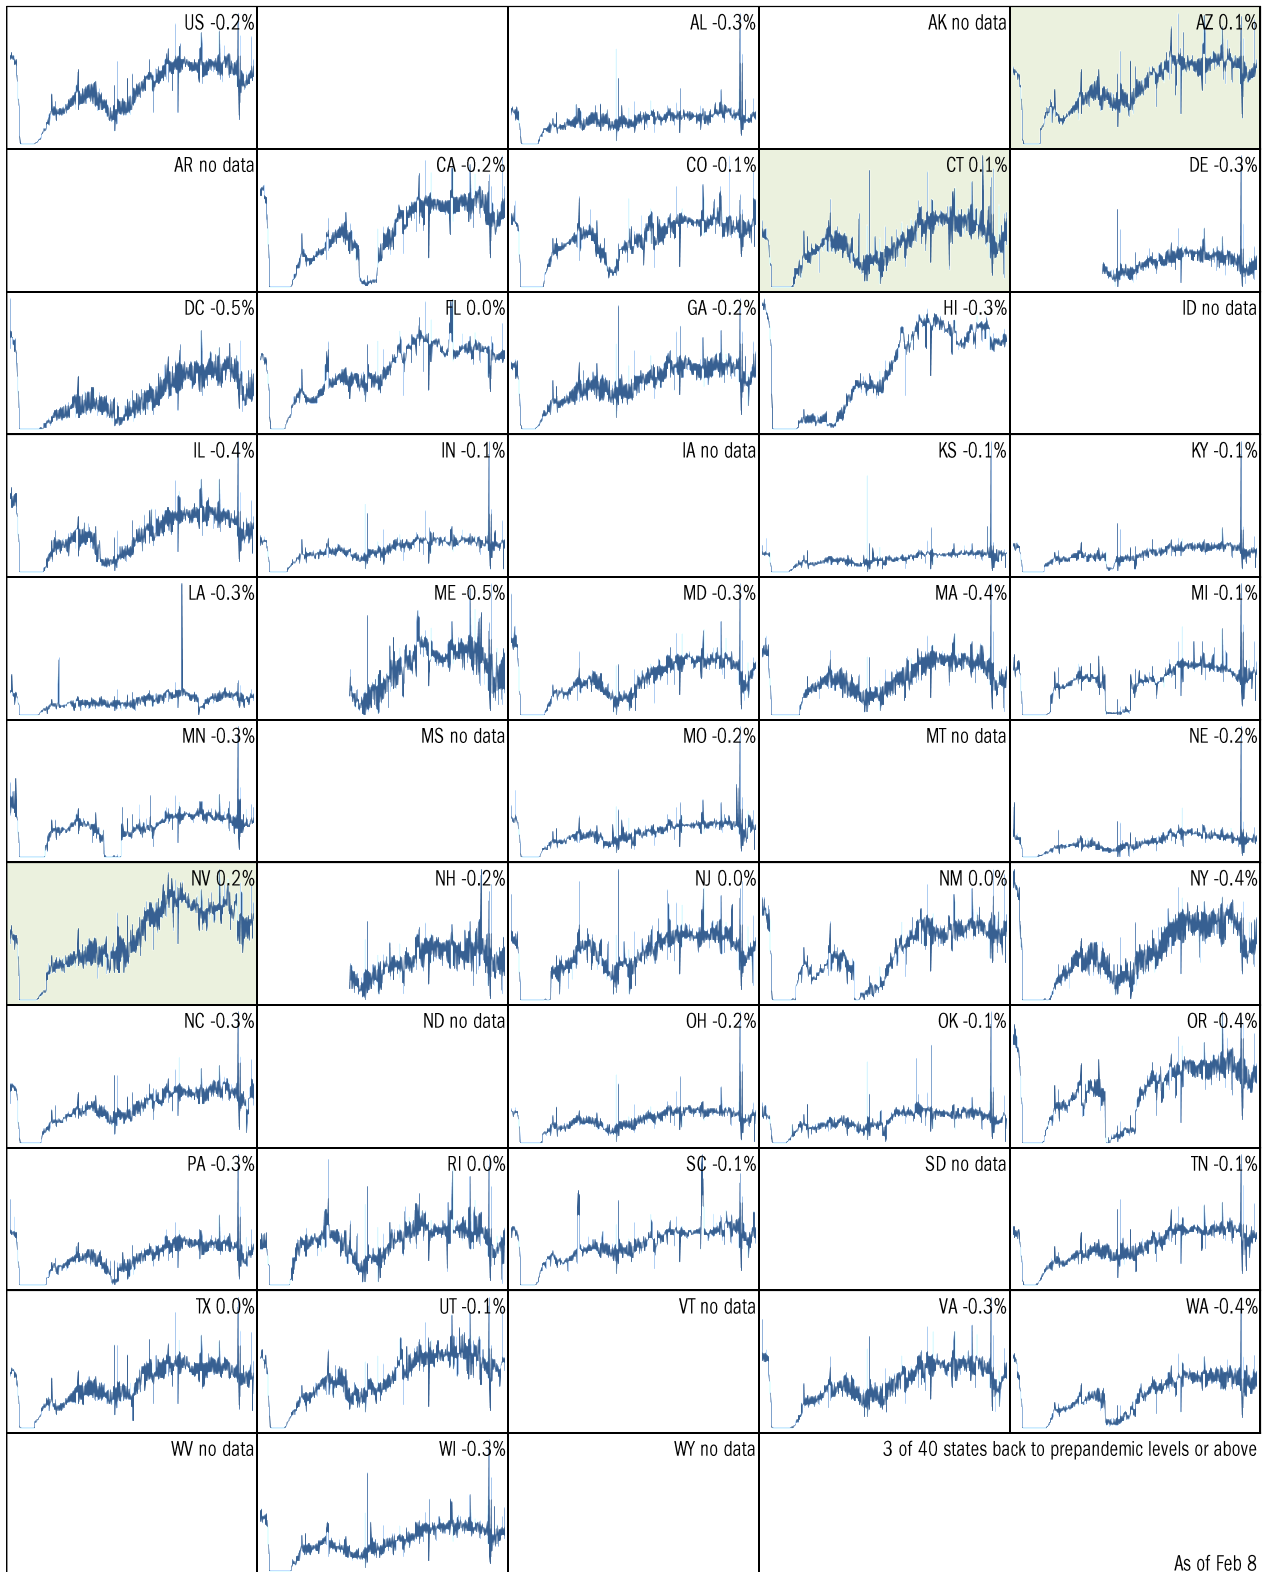 US -0.2%
AL -0.3%
AK no data
AZ 0.1%
AR no data
CA -0.2%
CO -0.1%
CT 0.1%
DE -0.3%
DC -0.5%
FL 0.0%
GA -0.2%
HI -0.3%
ID no data
IL -0.4%
IN -0.1%
IA no data
KS -0.1%
KY -0.1%
LA -0.3%
ME -0.5%
MD -0.3%
MA -0.4%
MI -0.1%
MN -0.3%
MS no data
MO -0.2%
MT no data
NE -0.2%
NV 0.2%
NH -0.2%
NJ 0.0%
NM 0.0%
NY -0.4%
NC -0.3%
ND no data
OH -0.2%
OK -0.1%
OR -0.4%
PA -0.3%
RI 0.0%
SC -0.1%
SD no data
TN -0.1%
TX 0.0%
UT -0.1%
VT no data
VA -0.3%
WA -0.4%
WV no data
WI -0.3%
WY no data
3 of 40 states back to prepandemic levels or above
As of Feb 8